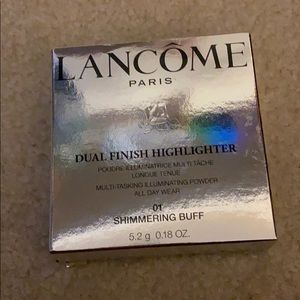 LANCÔME
PARIS
DUAL FINISH HIGHLIGHTER
POUDRE ILLUMINATRICE MULTI-TÂCHE
LONGUE TENUE
MULTI-TASKING ILLUMINATING POWDER
ALL DAY WEAR
01
SHIMMERING BUFF
5.2 g 0.18 OZ.